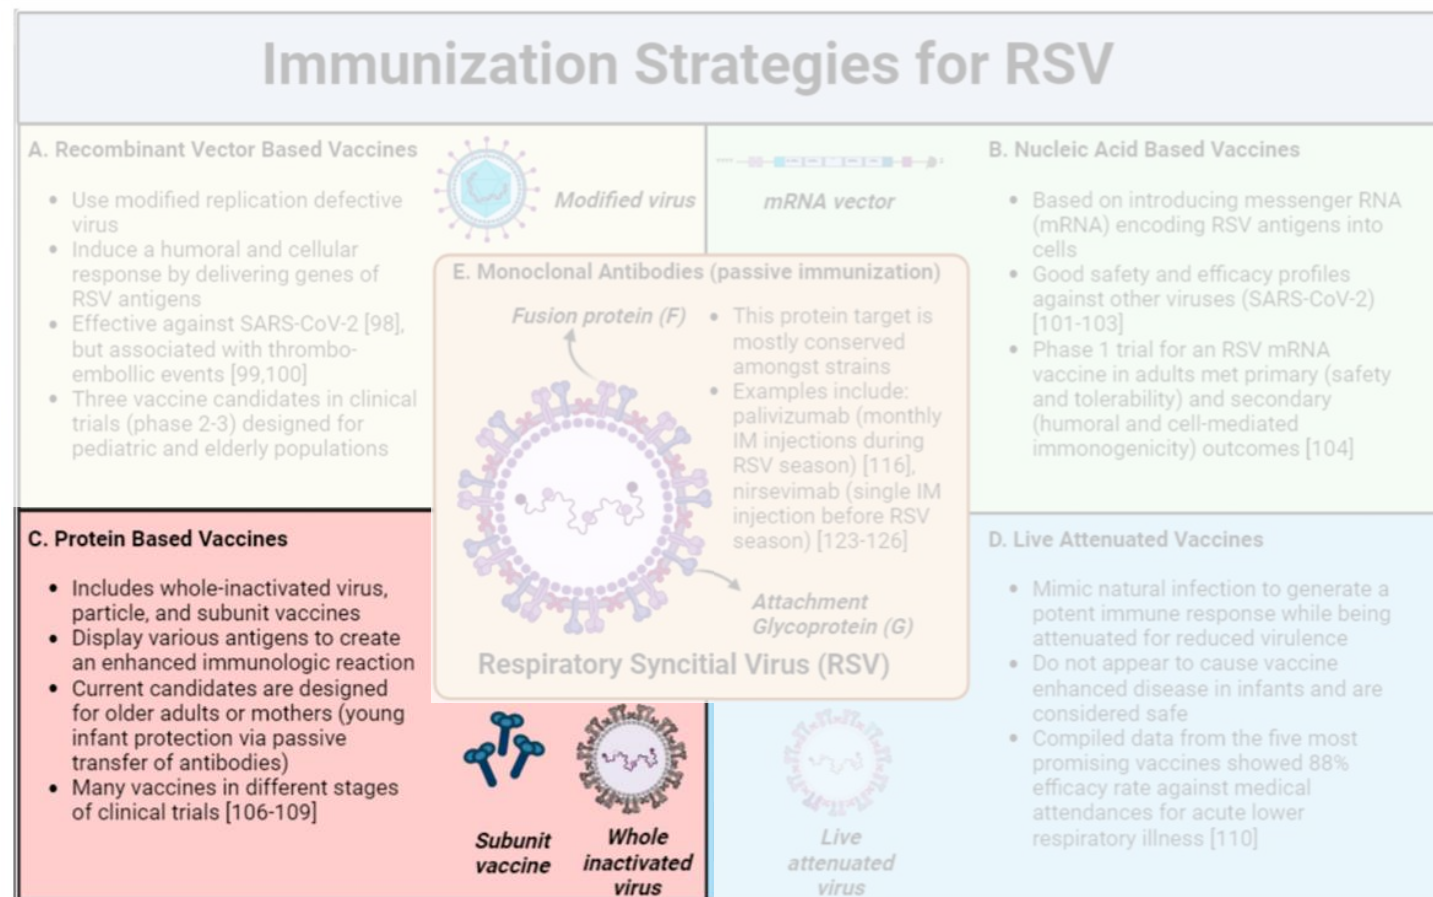 Immunization Strategies for RSV
A. Recombinant Vector Based Vaccines
• Use modified replication defective
virus
• Induce a humoral and cellular
response by delivering genes of
RSV antigens
• Effective against SARS-CoV-2 [98],
but associated with thrombo-
embollic events [99,100]
• Three vaccine candidates in clinical
trials (phase 2-3) designed for
pediatric and elderly populations
Modified virus
mRNA vector
B. Nucleic Acid Based Vaccines
• Based on introducing messenger RNA
(mRNA) encoding RSV antigens into
cells
• Good safety and efficacy profiles
against other viruses (SARS-CoV-2)
[101-103]
• Phase 1 trial for an RSV mRNA
vaccine in adults met primary (safety
and tolerability) and secondary
(humoral and cell-mediated
immonogenicity) outcomes [104]
E. Monoclonal Antibodies (passive immunization)
Fusion protein (F)
• This protein target is
mostly conserved
amongst strains
• Examples include:
palivizumab (monthly
IM injections during
RSV season) [116],
nirsevimab (single IM
injection before RSV
season) [123-126]
Attachment
Glycoprotein (G)
Respiratory Syncitial Virus (RSV)
C. Protein Based Vaccines
• Includes whole-inactivated virus,
particle, and subunit vaccines
• Display various antigens to create
an enhanced immunologic reaction
• Current candidates are designed
for older adults or mothers (young
infant protection via passive
transfer of antibodies)
• Many vaccines in different stages
of clinical trials [106-109]
Subunit
vaccine
Whole
inactivated
virus
Live
attenuated
virus
D. Live Attenuated Vaccines
• Mimic natural infection to generate a
potent immune response while being
attenuated for reduced virulence
• Do not appear to cause vaccine
enhanced disease in infants and are
considered safe
• Compiled data from the five most
promising vaccines showed 88%
efficacy rate against medical
attendances for acute lower
respiratory illness [110]